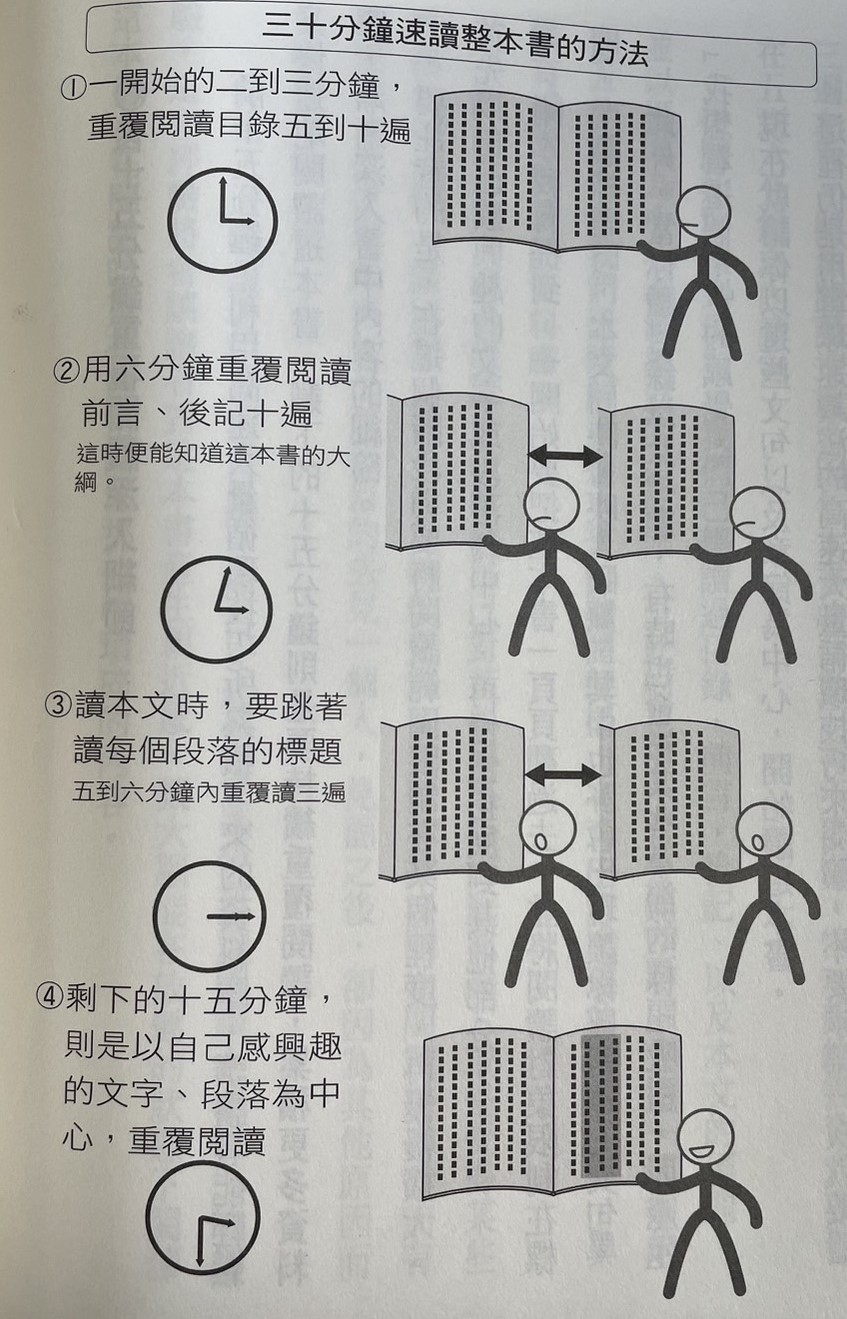 三十分鐘速讀整本書的方法
①一開始的二到三分鐘，
重覆閱讀目錄五到十遍
②用六分鐘重覆閱讀
前言、後記十遍
這時便能知道這本書的大
綱。
③讀本文時，要跳著
讀每個段落的標題
五到六分鐘內重覆讀三遍
④剩下的十五分鐘，
則是以自己感興趣
的文字、段落為中
心，重覆閱讀